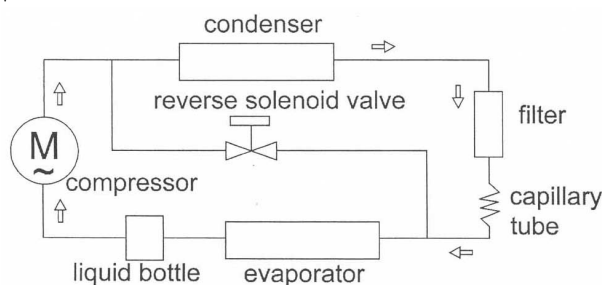 condenser
reverse solenoid valve
filter
M
~
compressor
capillary
tube
liquid bottle
evaporator